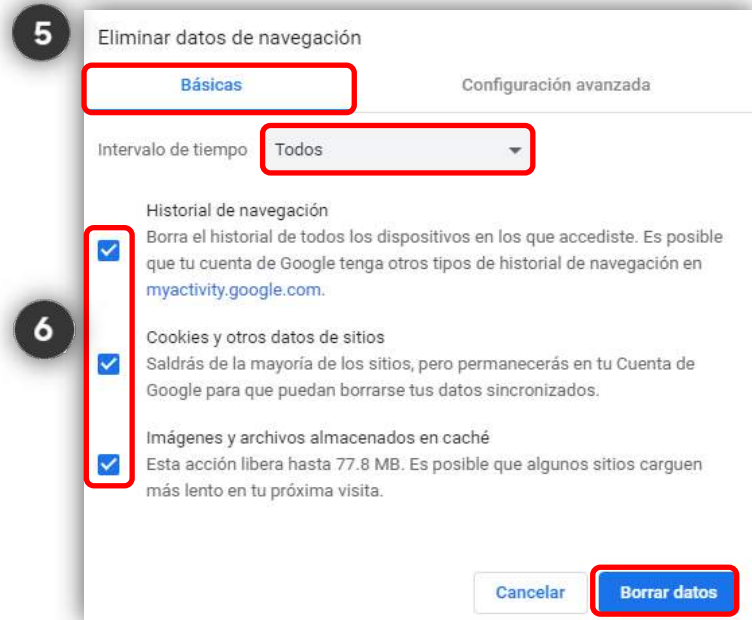 5
Eliminar datos de navegación
Básicas
Configuración avanzada
Intervalo de tiempo
Todos
Historial de navegación
Borra el historial de todos los dispositivos en los que accediste. Es posible
que tu cuenta de Google tenga otros tipos de historial de navegación en
myactivity.google.com.
6
Cookies y otros datos de sitios
Saldrás de la mayoría de los sitios, pero permanecerás en tu Cuenta de
Google para que puedan borrarse tus datos sincronizados.
Imágenes y archivos almacenados en caché
Esta acción libera hasta 77.8 MB. Es posible que algunos sitios carguen
más lento en tu próxima visita.
Cancelar
Borrar datos